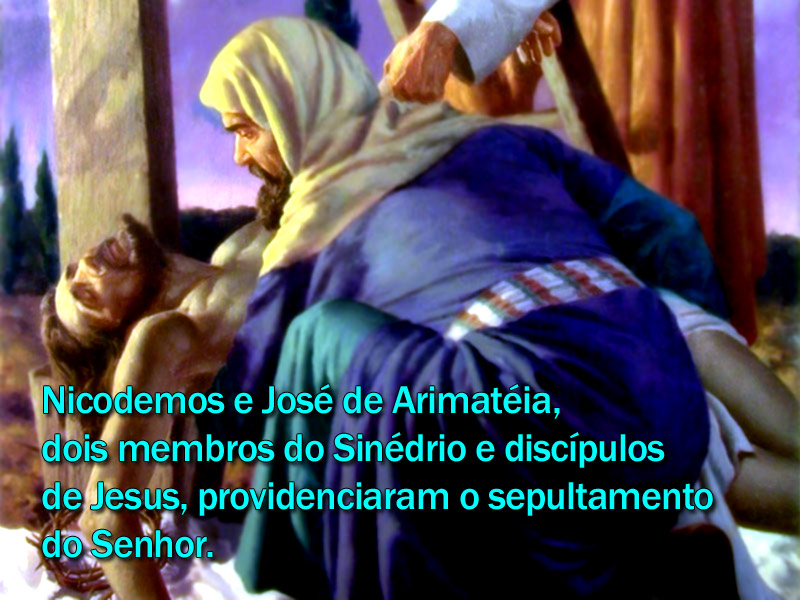 Nicodemos e José de Arimatéia,
dois membros do Sinédrio e discípulos
de Jesus, providenciaram o sepultamento
do Senhor.